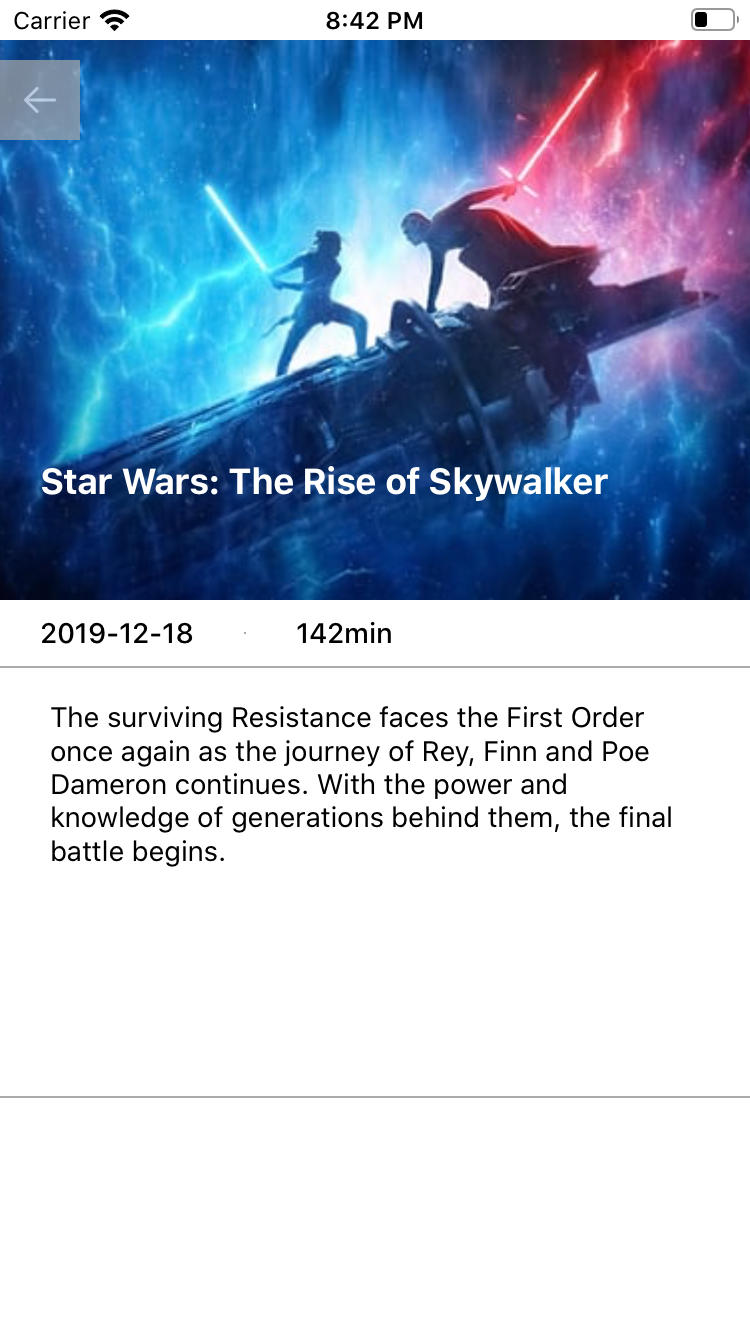 Carrier 8:42 PM
Star Wars: The Rise of Skywalker
2019-12-18 · 142min
The surviving Resistance faces the First Order
once again as the journey of Rey, Finn and Poe
Dameron continues. With the power and
knowledge of generations behind them, the final
battle begins.